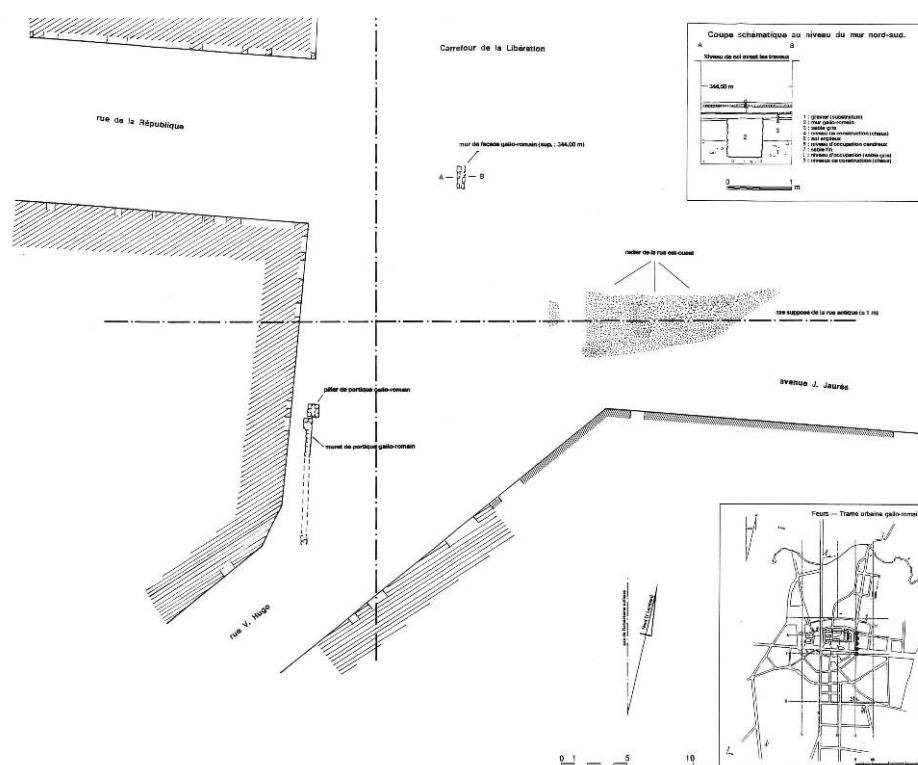 Carrefour de la Libération
rue de la République
mur de façade gallo-romain (sup. : 344,00 m)
A
B
Coupe schématique au niveau du mur nord-sud.
A
B
Niveau de sol avant les travaux
344,00 m
1 : gravier (substratum)
2 : mur gallo-romain
3 : sable gris
4 : niveau de construction (chaux)
5 : sol argileux
6 : niveau d'occupation cendreux
7 : sable fin
: niveau d'occupation (sable gris)
: niveau de construction (chaux)
0 1
m
radier de la rue est-ouest
axe supposé de la rue antique (± 1 m)
avenue J. Jaurès
pilier de portique gallo-romain
muret de portique gallo-romain
rue V. Hugo
0 1 5 10
Feurs — Trame urbaine gallo-romain